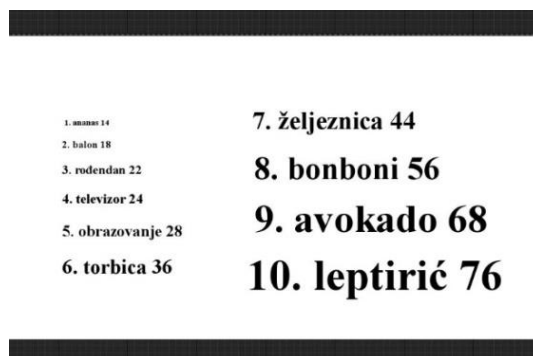 1. ananas 14
2. balon 18
3. rođendan 22
4. televizor 24
5. obrazovanje 28
6. torbica 36
7. željeznica 44
8. bonboni 56
9. avokado 68
10. leptirić 76